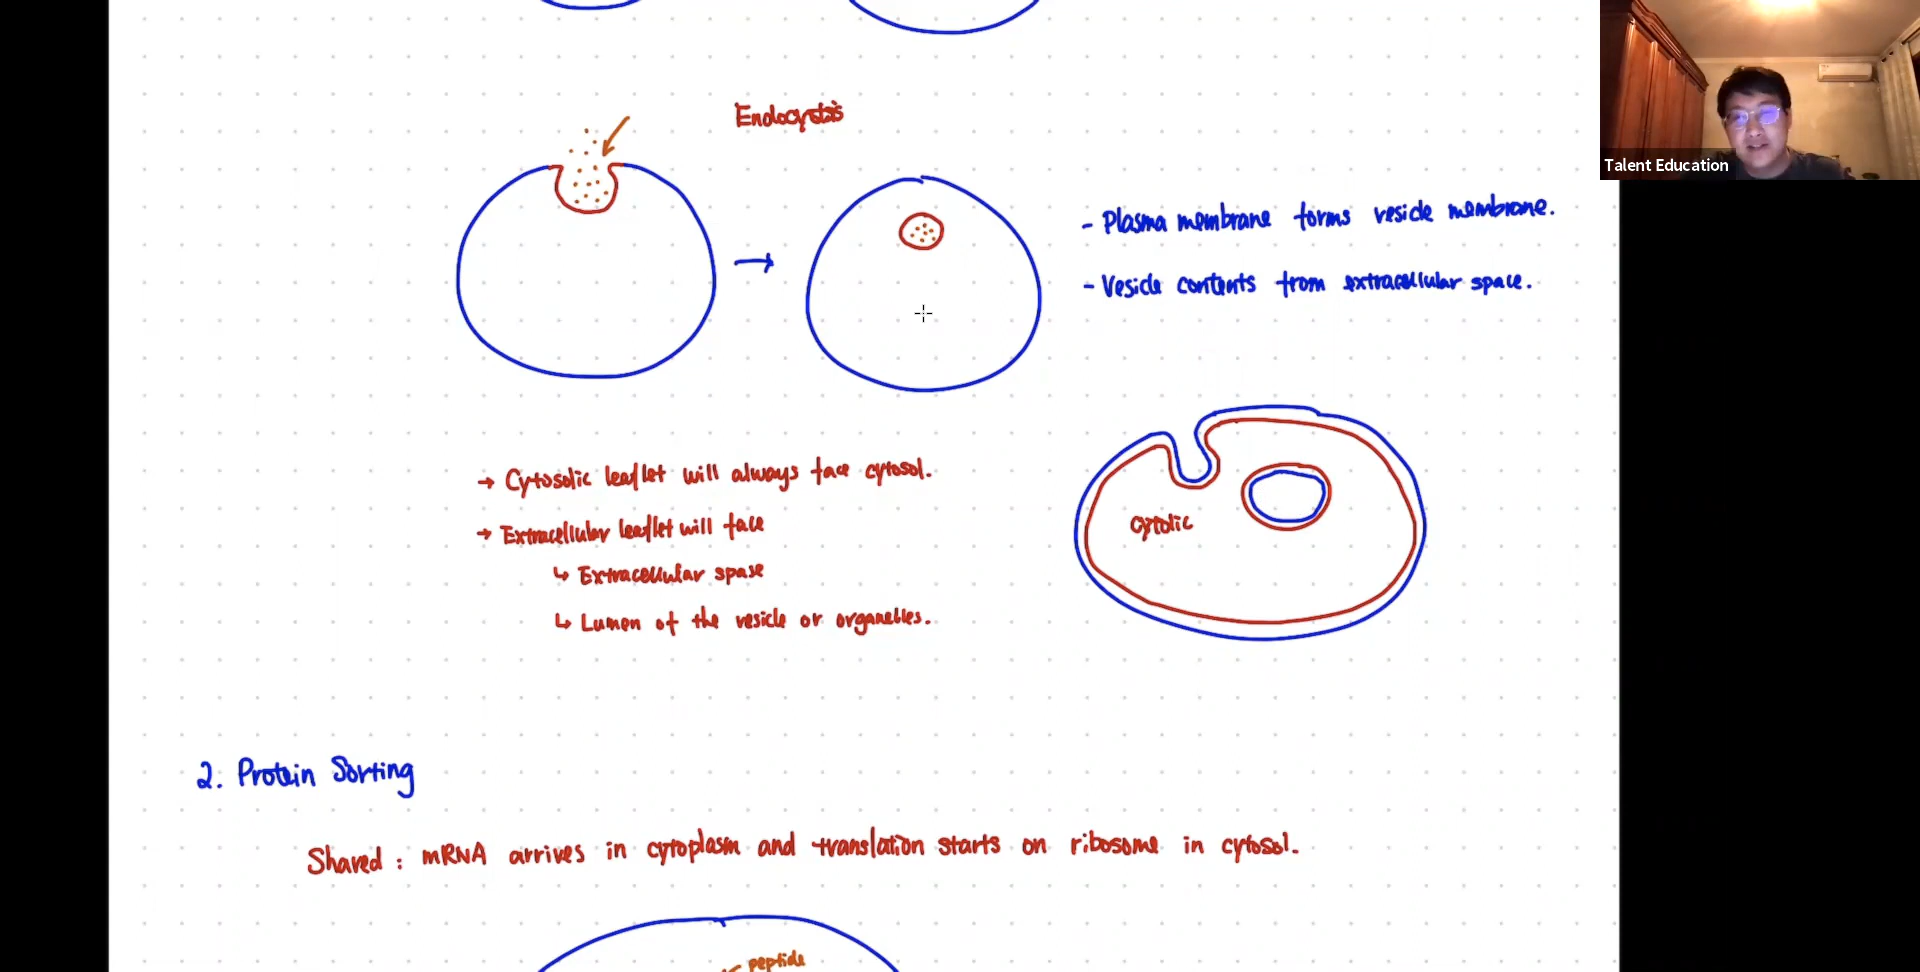 Endocystsis
Talent Education
- Plasma membrane forms vesicle membrane.
- Vesicle contents from extracellular space.
→ Cytosolic leaflet will always face cytosol.
→ Extracellular leaflet will face
↳ Extracellular spase
↳ Lumen of the vesicle or organelles.
Cytolic
2. Protein Sorting
Shared : mRNA arrives in cytoplasm and translation starts on ribosome in cytosol.
peptide